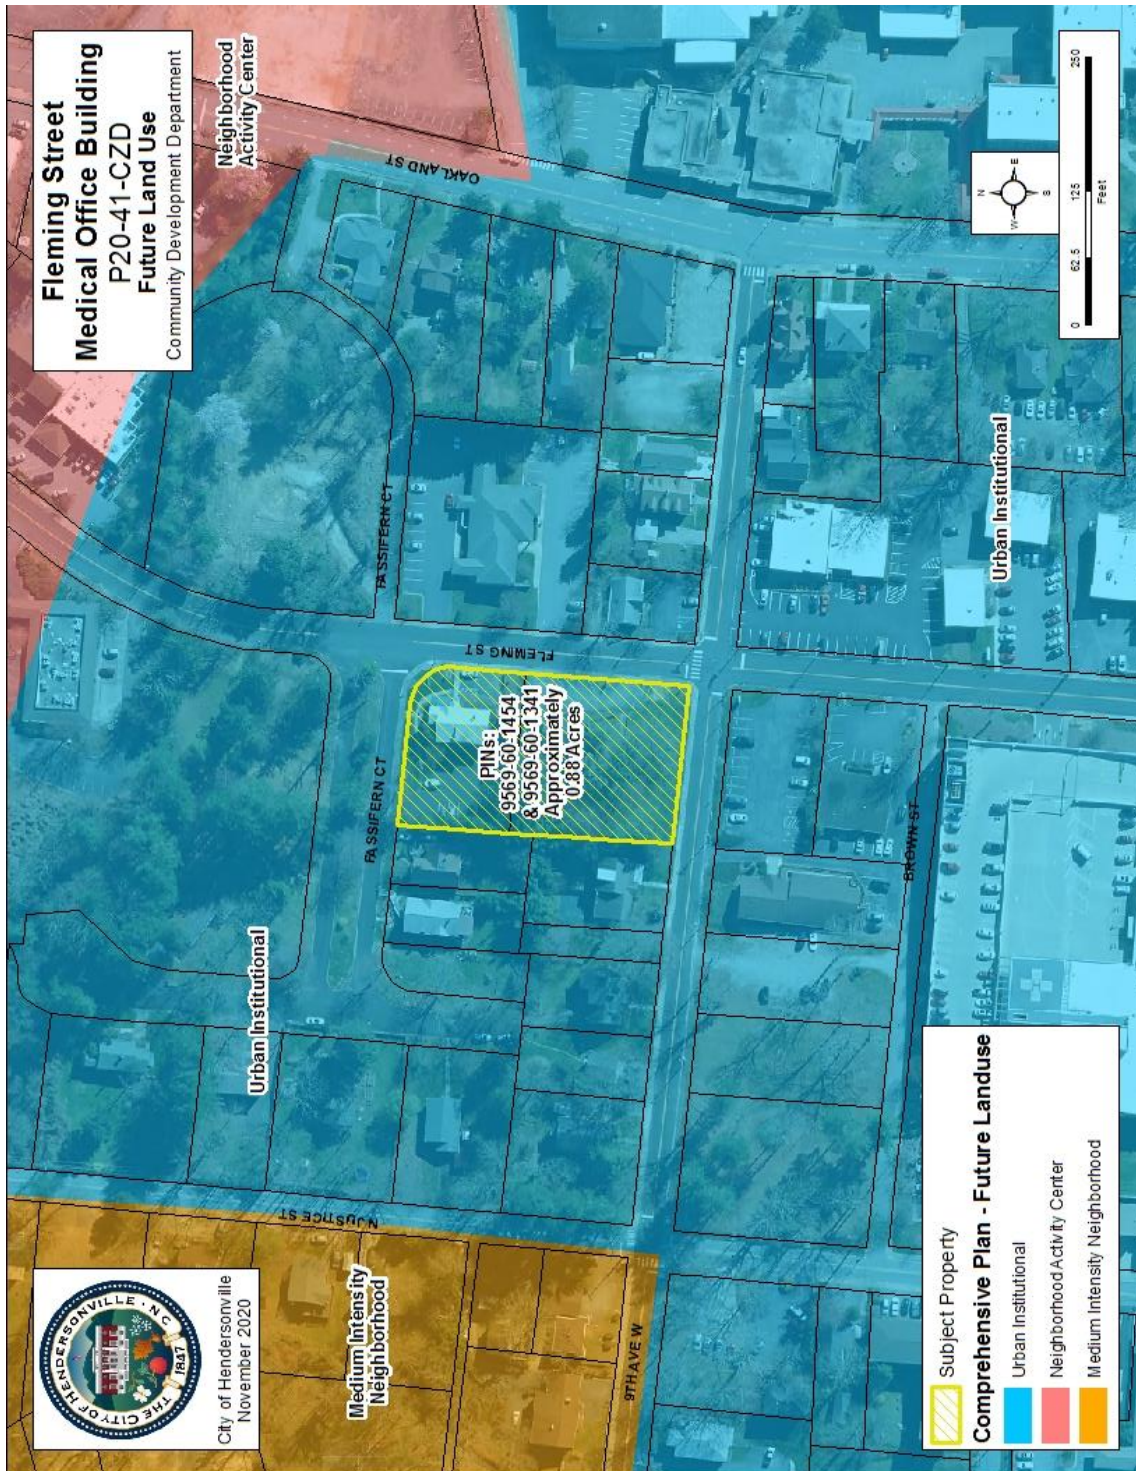 Fleming Street
Medical Office Building
P20-41-CZD
Future Land Use
Community Development Department
Neighborhood
Activity Center
OAKLAND ST
FASSIFERN CT
FLEMING ST
FASSIFERN CT
PINs:
9569-60-1454
& 9569-60-1341
Approximately
0.88 Acres
Urban Institutional
N JUSTICE ST
Medium Intensity
Neighborhood
9TH AVE W
BROWN ST
Urban Institutional
THE CITY OF HENDERSONVILLE · NC
1847
City of Hendersonville
November 2020
Subject Property
Comprehensive Plan - Future Landuse
Urban Institutional
Neighborhood Activity Center
Medium Intensity Neighborhood
N
W E
S
0 62.5 125 250
Feet